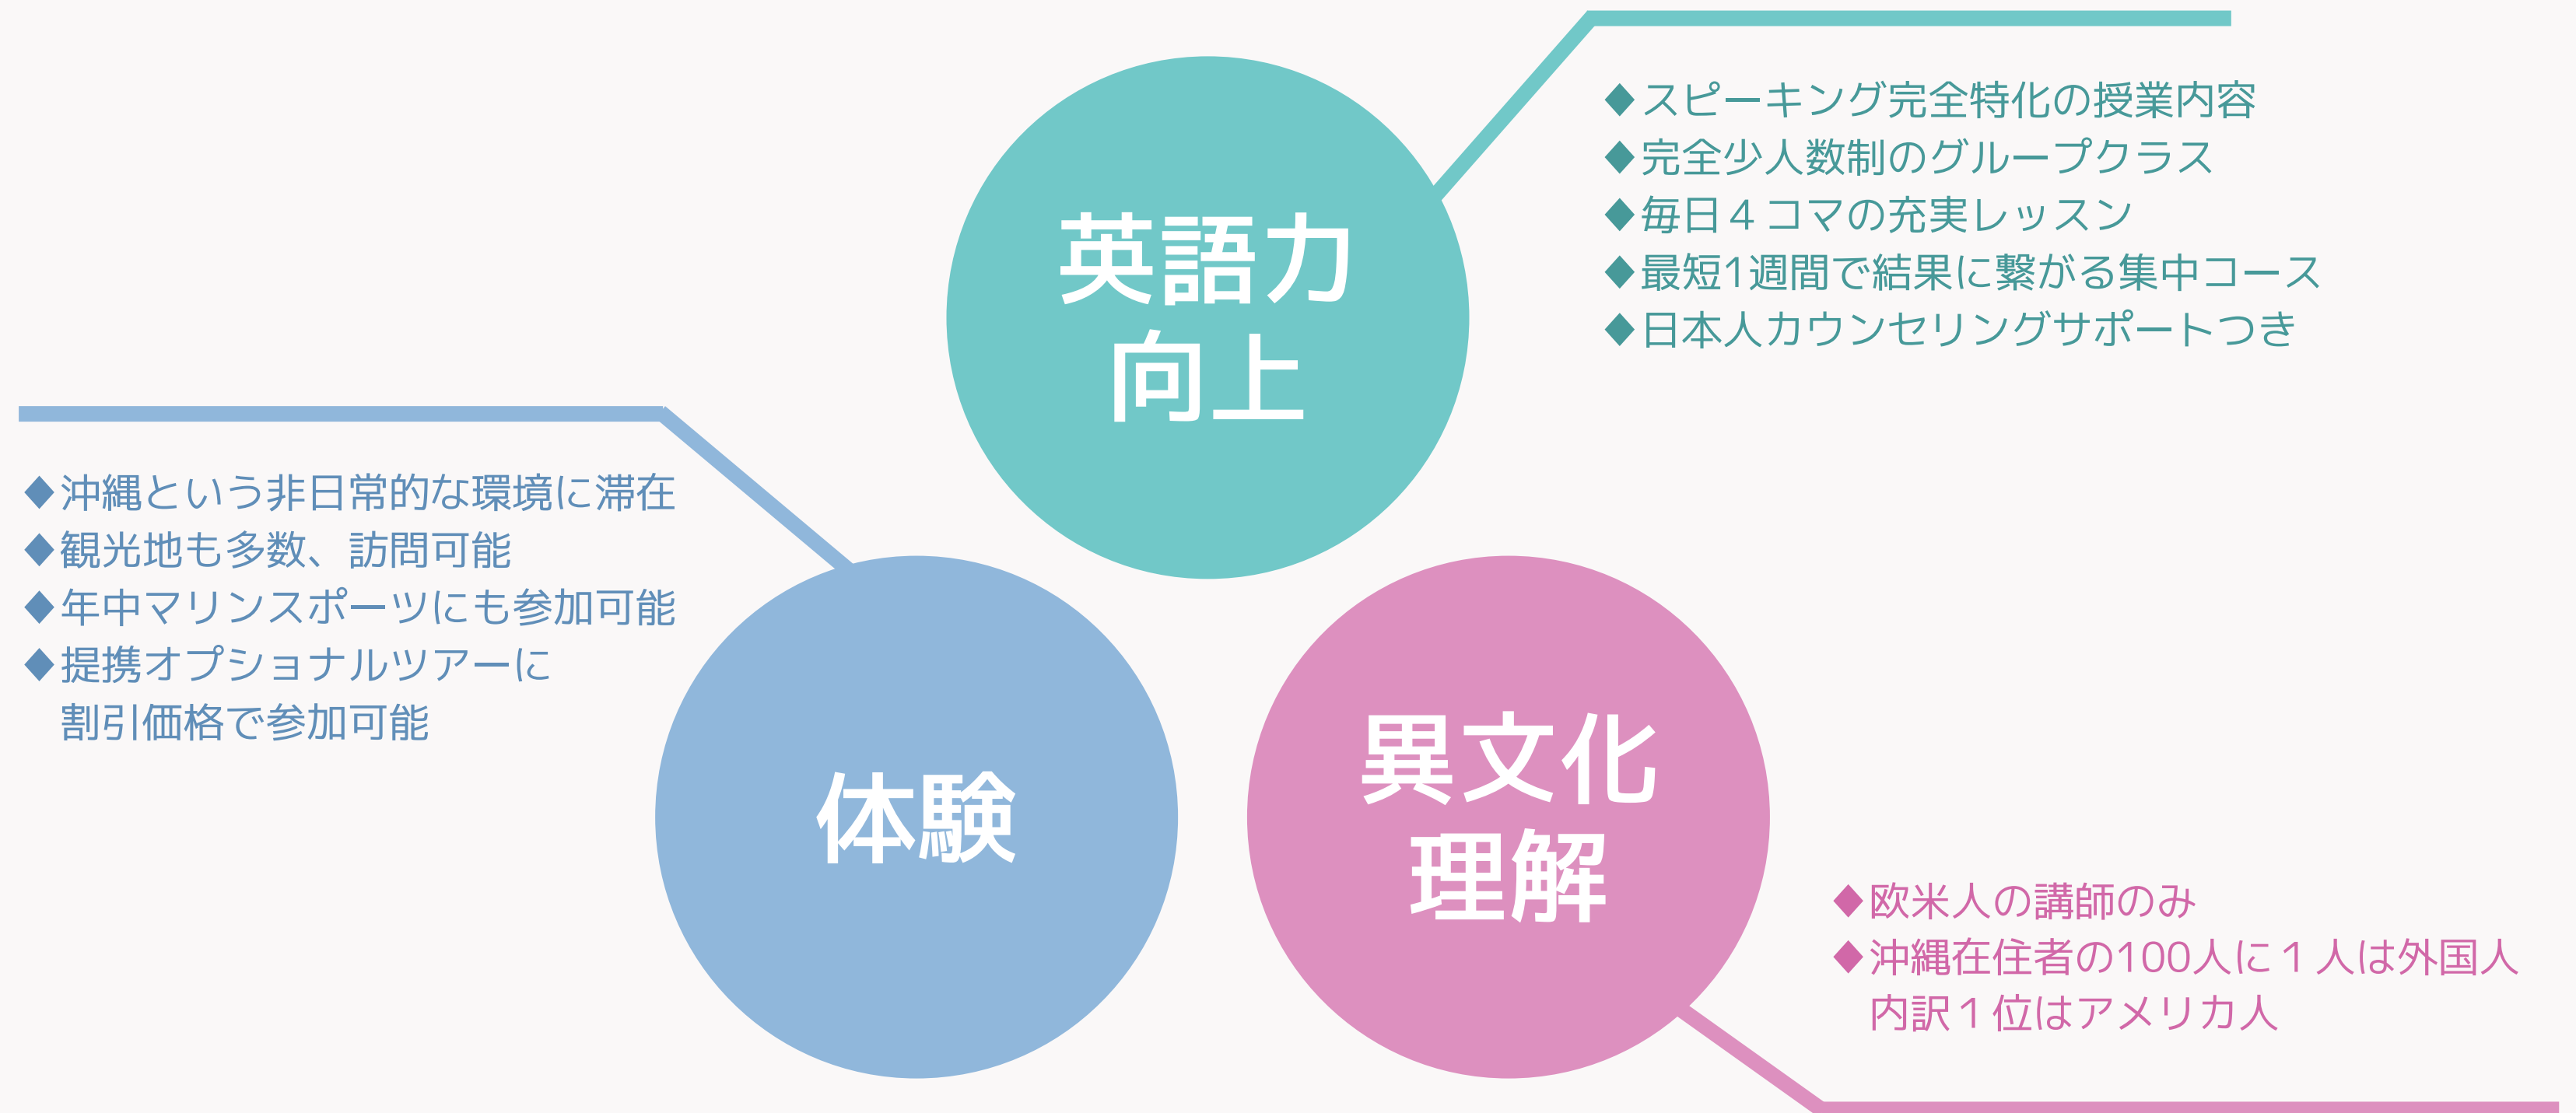 英語力
向上
◆スピーキング完全特化の授業内容
◆完全少人数制のグループクラス
◆毎日４コマの充実レッスン
◆最短1週間で結果に繋がる集中コース
◆日本人カウンセリングサポートつき
◆沖縄という非日常的な環境に滞在
◆観光地も多数、訪問可能
◆年中マリンスポーツにも参加可能
◆提携オプショナルツアーに
割引価格で参加可能
体験
異文化
理解
◆欧米人の講師のみ
◆沖縄在住者の100人に１人は外国人
内訳１位はアメリカ人